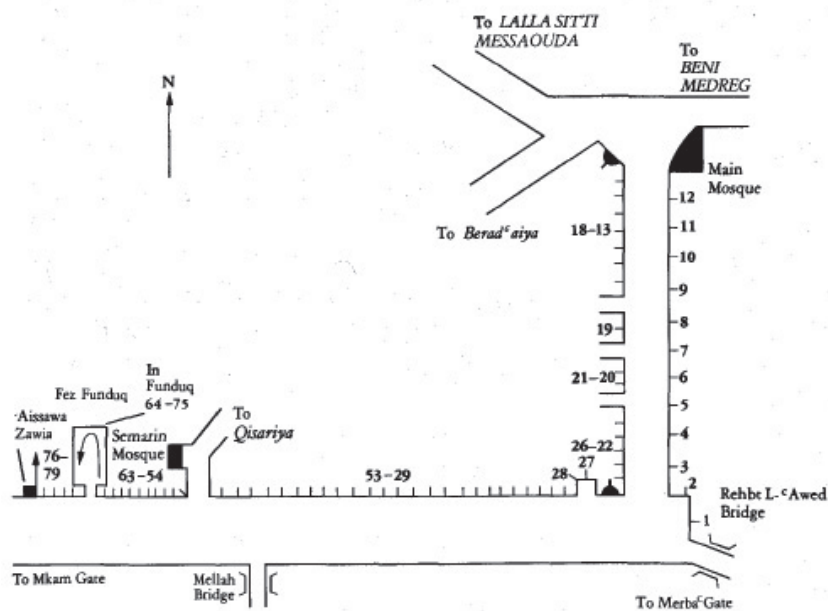 To LALLA SITTI
MESSAOUDA
To
BENI
MEDREG
N
Main
Mosque
To Beradᶜaiya
12
11
10
9
8
7
6
5
4
3
2
1
18–13
19
21–20
26–22
27
28
53–29
Rehbt L-ᶜAwed
Bridge
To Merbaᶜ Gate
To
Qisariya
In
Funduq
64–75
Fez Funduq
Semarin
Mosque
63–54
Aissawa
Zawia
76–
79
To Mkam Gate
Mellah
Bridge